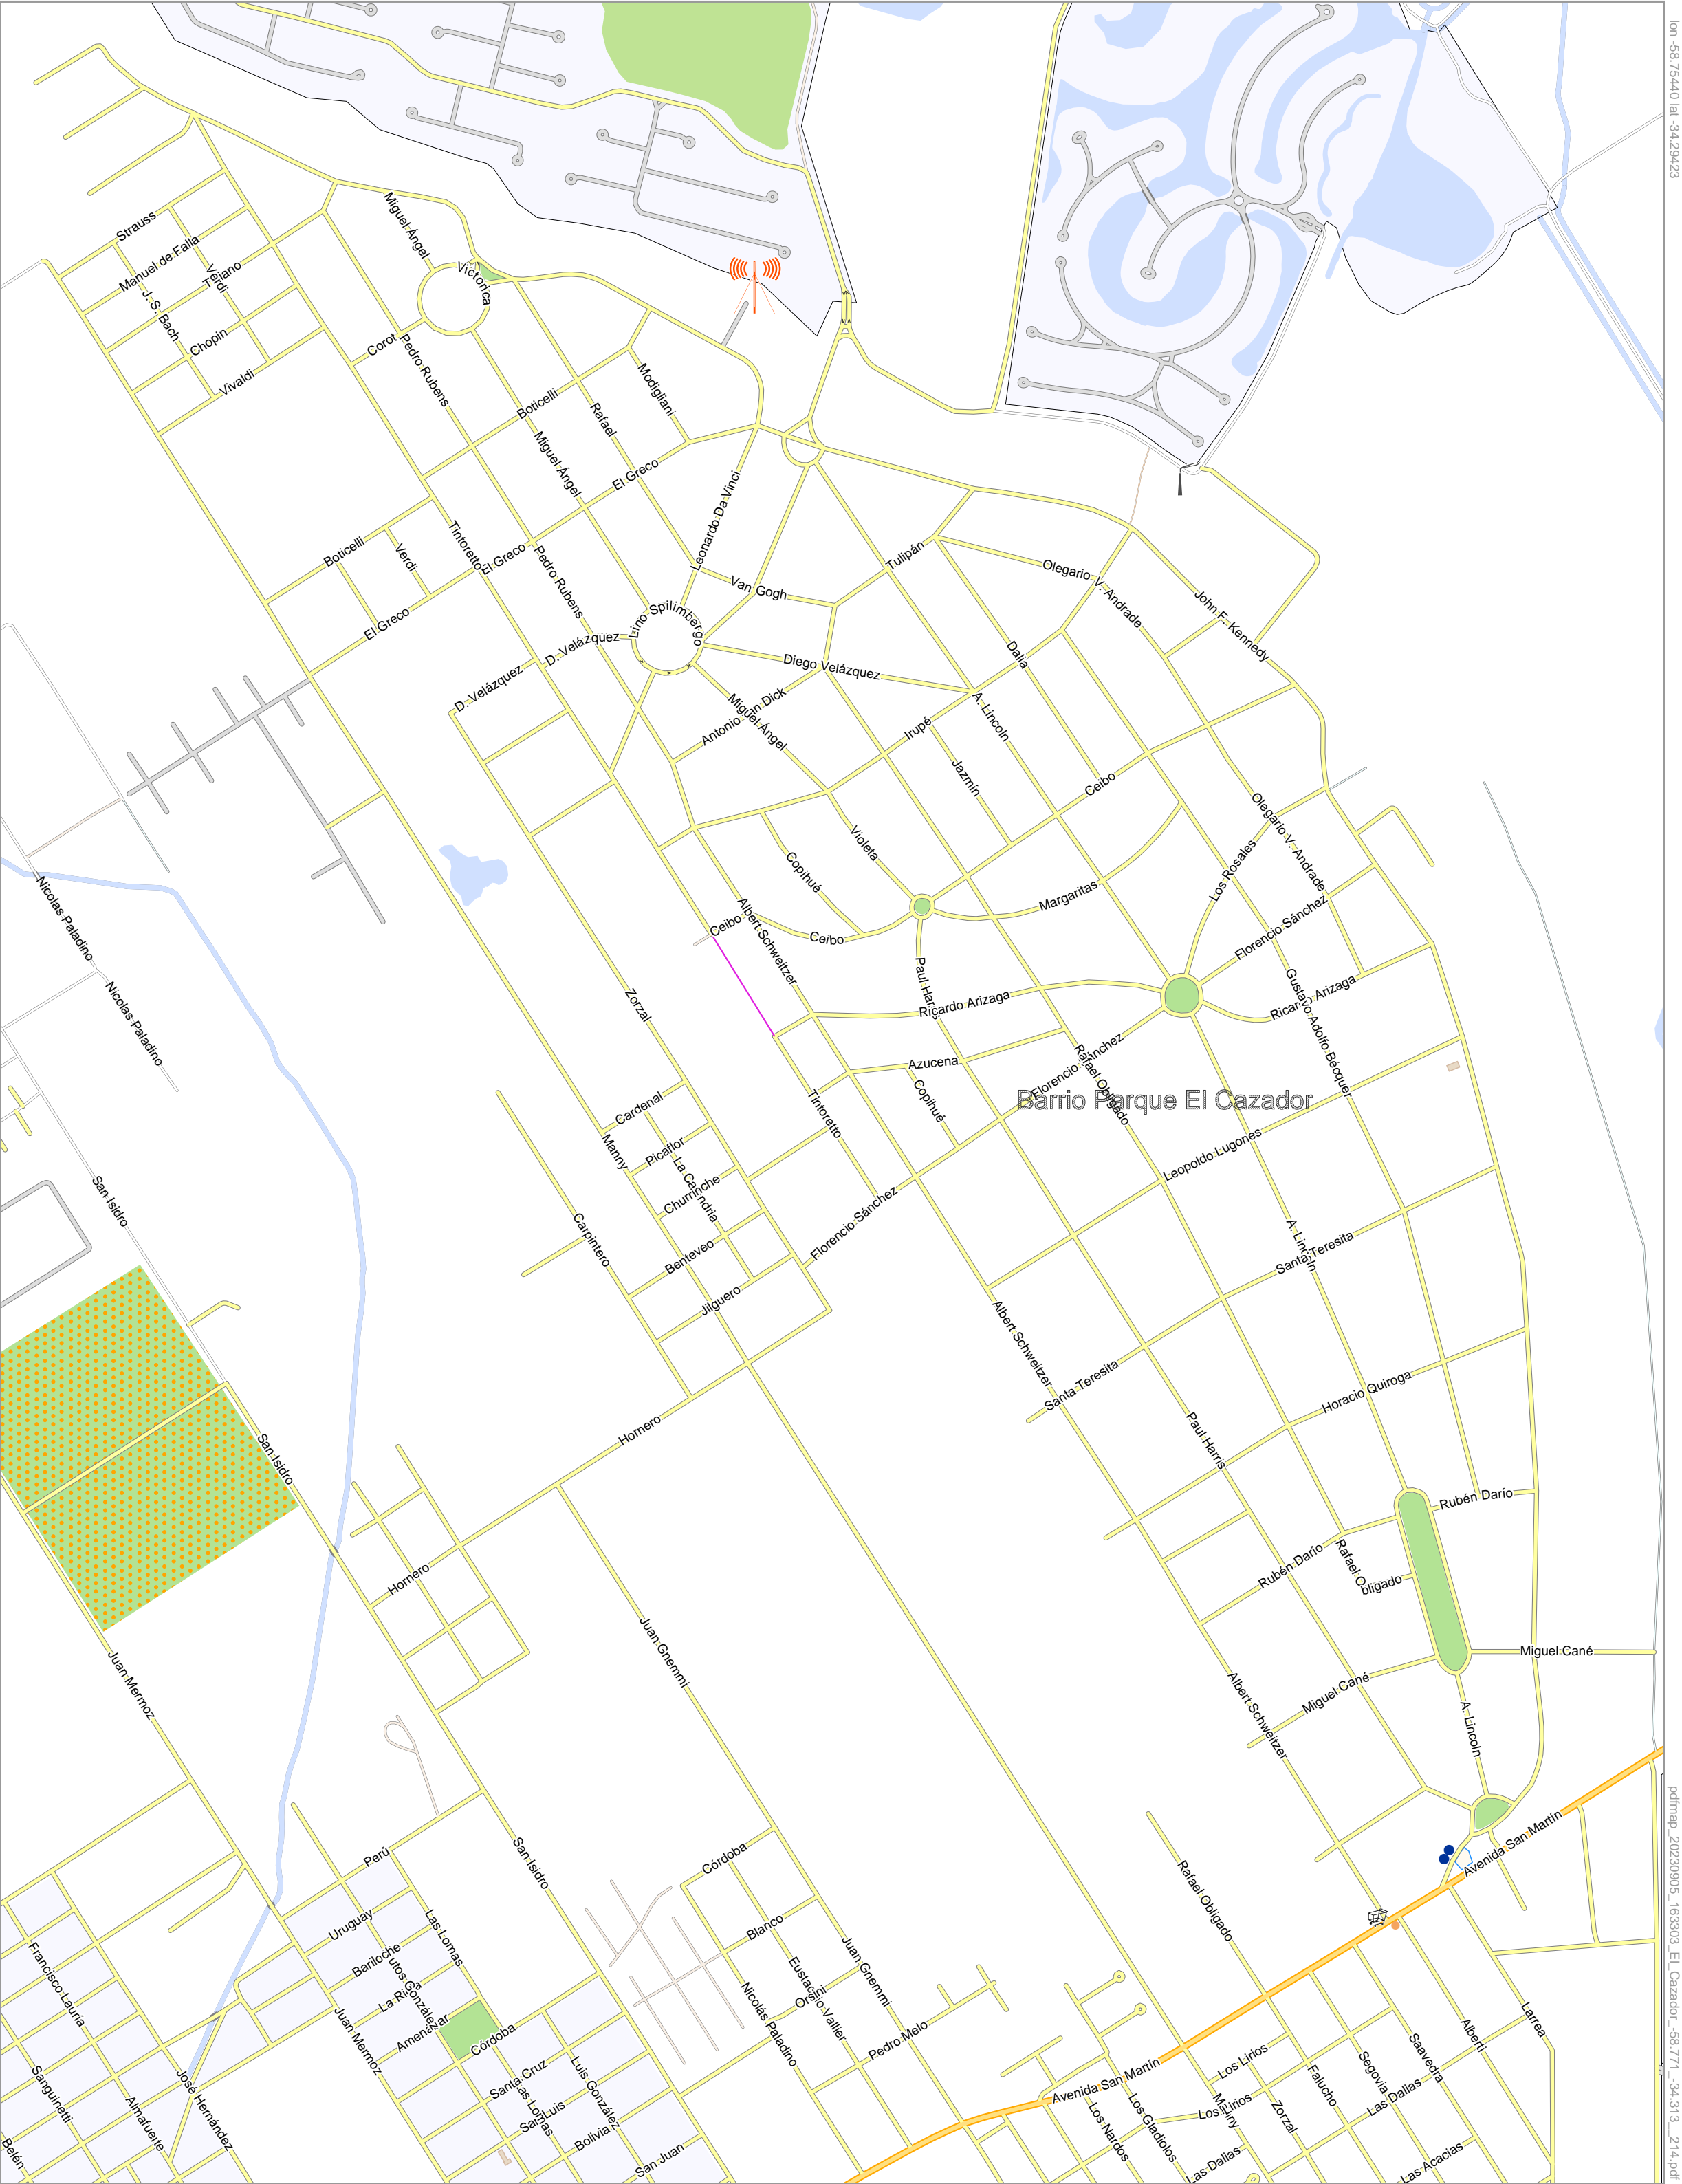 lon -58.75440 lat -34.29423
Miguel Ángel
Victorica
Strauss
Manuel de Falla
Verdi
Tiziano
J. S. Bach
Chopin
Vivaldi
Corot
Pedro Rubens
Boticelli
Rafael
Modigliani
Miguel Ángel
El Greco
Leonardo Da Vinci
Tintoretto
El Greco
Boticelli
Verdi
Pedro Rubens
El Greco
Van Gogh
Tulipán
Olegario V. Andrade
John F. Kennedy
Lino Spilimbergo
D. Velázquez
D. Velázquez
Diego Velázquez
Dalia
Antonio
Dick
Miguel Ángel
A. Lincoln
Irupé
Jazmín
Ceibo
Violeta
Copihué
Olegario V. Andrade
Los Rosales
Margaritas
Florencio Sánchez
Nicolas Paladino
Nicolas Paladino
Ceibo
Ceibo
Albert Schweitzer
Zorzal
Paul Harris
Ricardo Arizaga
Ricardo Arizaga
Gustavo Adolfo Bécquer
Azucena
Copihué
Florencio Sánchez
Rafael Obligado
Barrio Parque El Cazador
Tintoretto
Cardenal
Manny
Picaflor
La Calandria
Churrinche
Benteveo
Jilguero
Carpintero
Florencio Sánchez
Leopoldo Lugones
San Isidro
A. Lincoln
Santa Teresita
Albert Schweitzer
Santa Teresita
Horacio Quiroga
Paul Harris
Hornero
San Isidro
Rubén Darío
Rubén Darío
Rafael Obligado
Hornero
Juan Gnemmi
Juan Mermoz
Miguel Cané
Miguel Cané
Albert Schweitzer
A. Lincoln
Avenida San Martín
Perú
San Isidro
Córdoba
Rafael Obligado
Uruguay
Las Lomas
Bariloche
Blanco
Juan Gnemmi
Francisco Lauria
La Rioja
Eustacio Vallier
Orsini
Nicolás Paladino
Juan Mermoz
Amenabar
Córdoba
Pedro Melo
Larrea
Alberti
Saavedra
Segovia
Falucho
Los Lirios
Avenida San Martín
Las Dalias
Sanguinetti
Almafuerte
José Hernández
Santa Cruz
San Luis
Las Lomas
Luis González
Bolivia
San Juan
Los Nardos
Los Gladiolos
Los Lirios
Zorzal
Las Dalias
Las Acacias
Belén
pdfmap_20230905_163303_El_Cazador_-58.771_-34.313__214.pdf